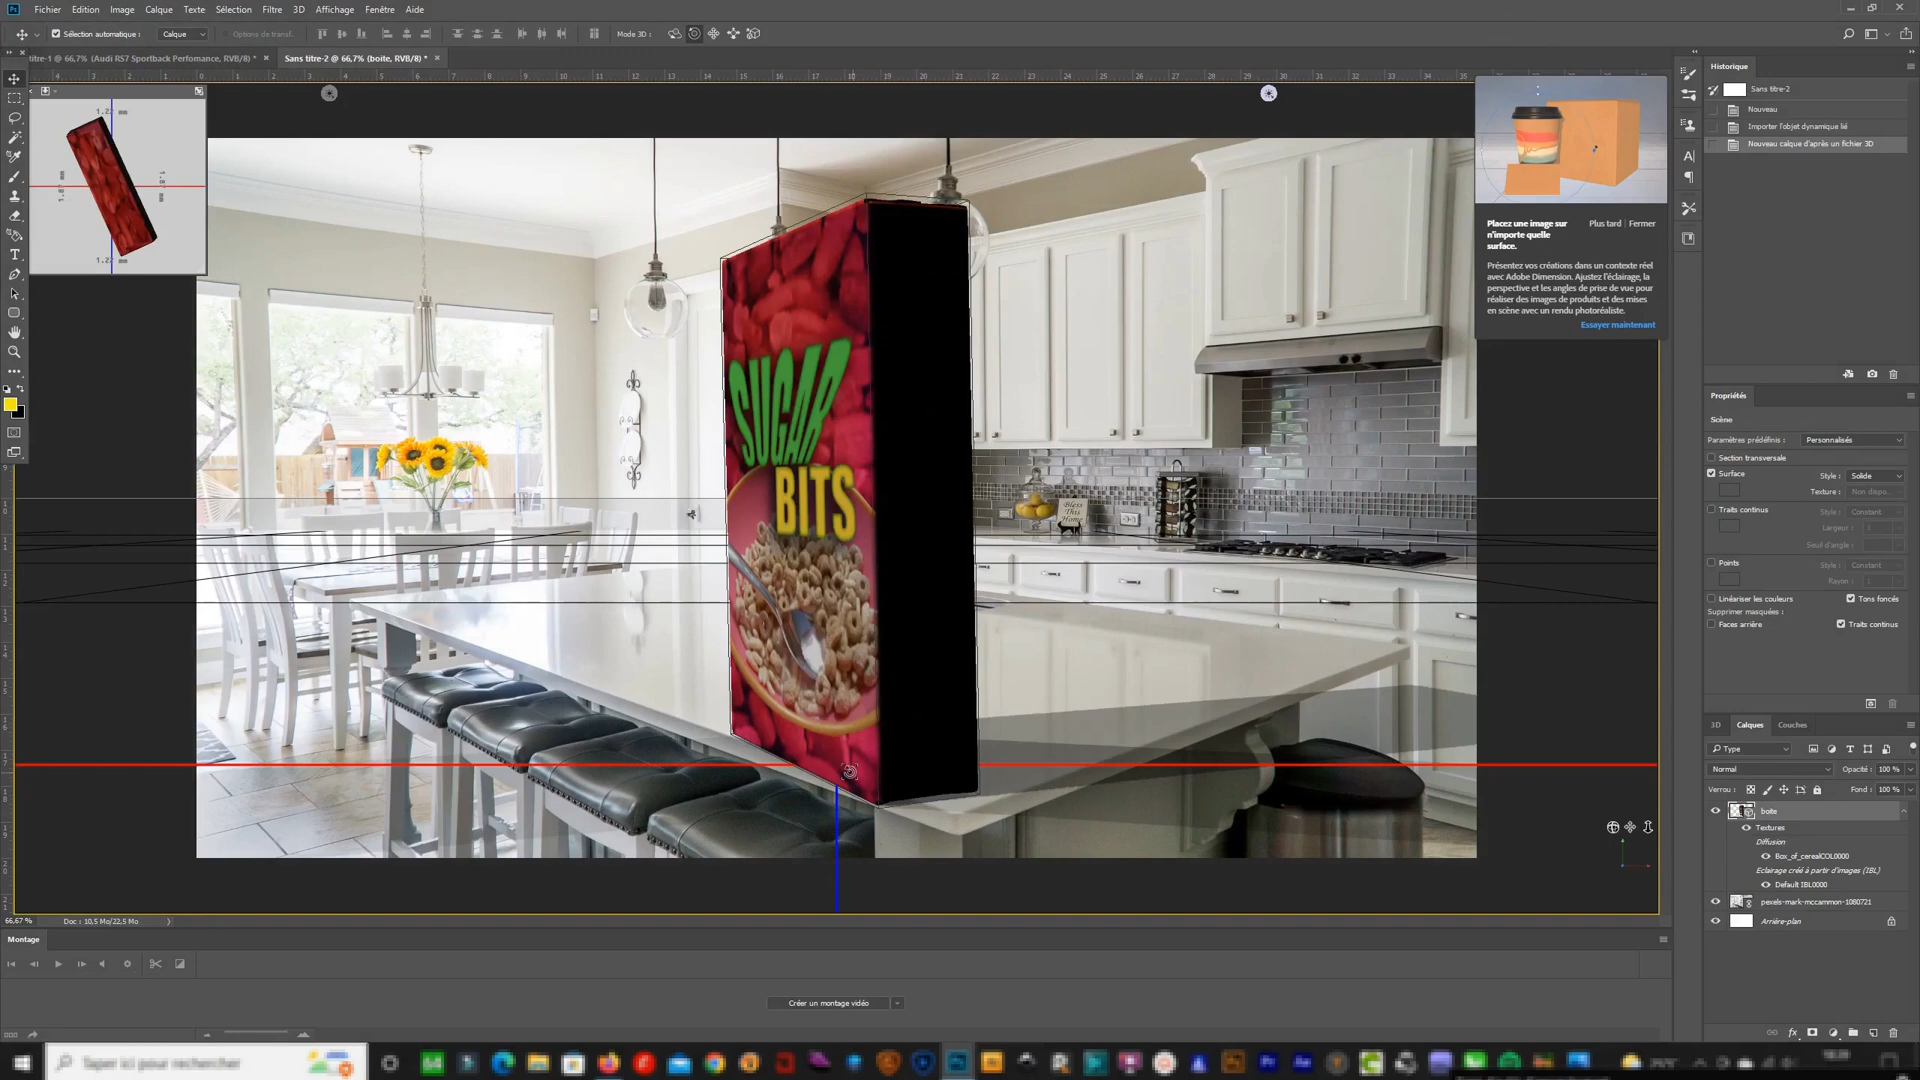 Fichier Edition Image Calque Texte Sélection Filtre 3D Affichage Fenêtre Aide
Sélection automatique : Calque Options de transf. Mode 3D :
titre-1 @ 66,7% (Audi RS7 Sportback Perfomance, RVB/8) * Sans titre-2 @ 66,7% (boite, RVB/8) *
Historique
Sans titre-2
Nouveau
Importer l'objet dynamique lié
Nouveau calque d'après un fichier 3D
Placez une image sur
n'importe quelle
surface.
Plus tard Fermer
Présentez vos créations dans un contexte réel
avec Adobe Dimension. Ajustez l'éclairage, la
perspective et les angles de prise de vue pour
réaliser des images de produits et des mises
en scène avec un rendu photoréaliste.
Essayer maintenant
SUGAR
BITS
Bless
This
Home
Propriétés
Scène
Paramètres prédéfinis : Personnalisés
Section transversale
Surface Style : Solide
Texture : Non dispo...
Traits continus Style : Constant
Largeur : 1
Seuil d'angle :
Points Style : Constant
Rayon : 1
Linéariser les couleurs Tons foncés
Supprimer masquées :
Faces arrière Traits continus
3D Calques Couches
Type
Normal Opacité : 100 %
Verrou : Fond : 100 %
boite
Textures
Diffusion
Box_of_cerealCOL0000
Eclairage créé à partir d'images (IBL)
Default IBL0000
pexels-mark-mccammon-1080721
Arrière-plan
66,67 % Doc : 10,5 Mo/22,5 Mo
Montage
Créer un montage vidéo
Taper ici pour rechercher